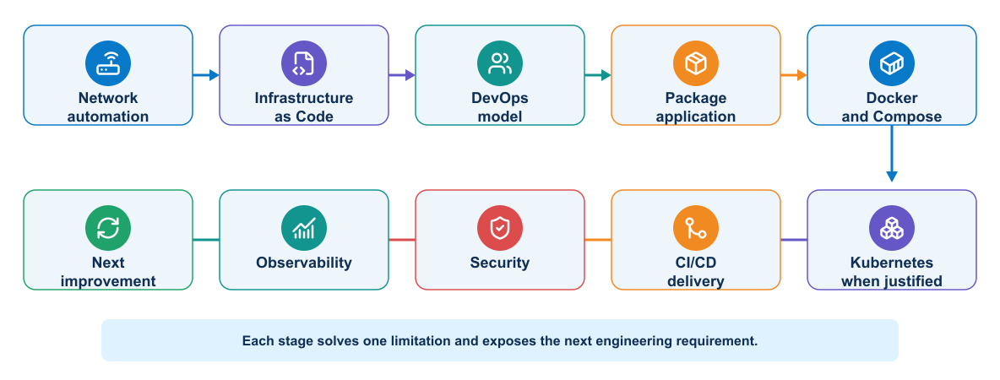 Network
automation
Infrastructure
as Code
DevOps
model
Package
application
Docker
and Compose
Next
improvement
Observability
Security
CI/CD
delivery
Kubernetes
when justified
Each stage solves one limitation and exposes the next engineering requirement.